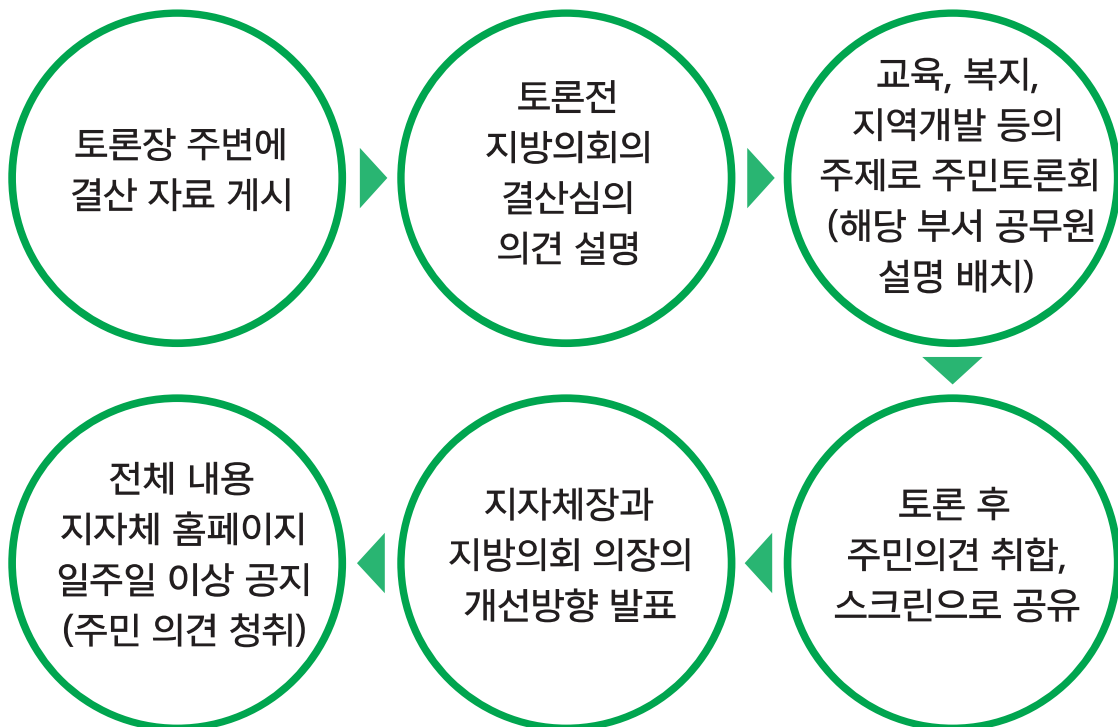 토론장 주변에
결산 자료 게시
토론전
지방의회의
결산심의
의견 설명
교육, 복지,
지역개발 등의
주제로 주민토론회
(해당 부서 공무원
설명 배치)
토론 후
주민의견 취합,
스크린으로 공유
지자체장과
지방의회 의장의
개선방향 발표
전체 내용
지자체 홈페이지
일주일 이상 공지
(주민 의견 청취)